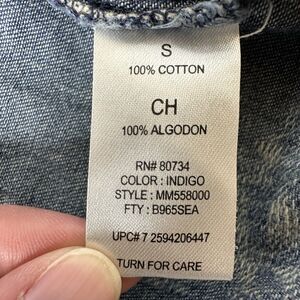 S
100% COTTON
CH
100% ALGODON
RN# 80734
COLOR : INDIGO
STYLE : MM558000
FTY : B965SEA
UPC# 7 2594206447
TURN FOR CARE